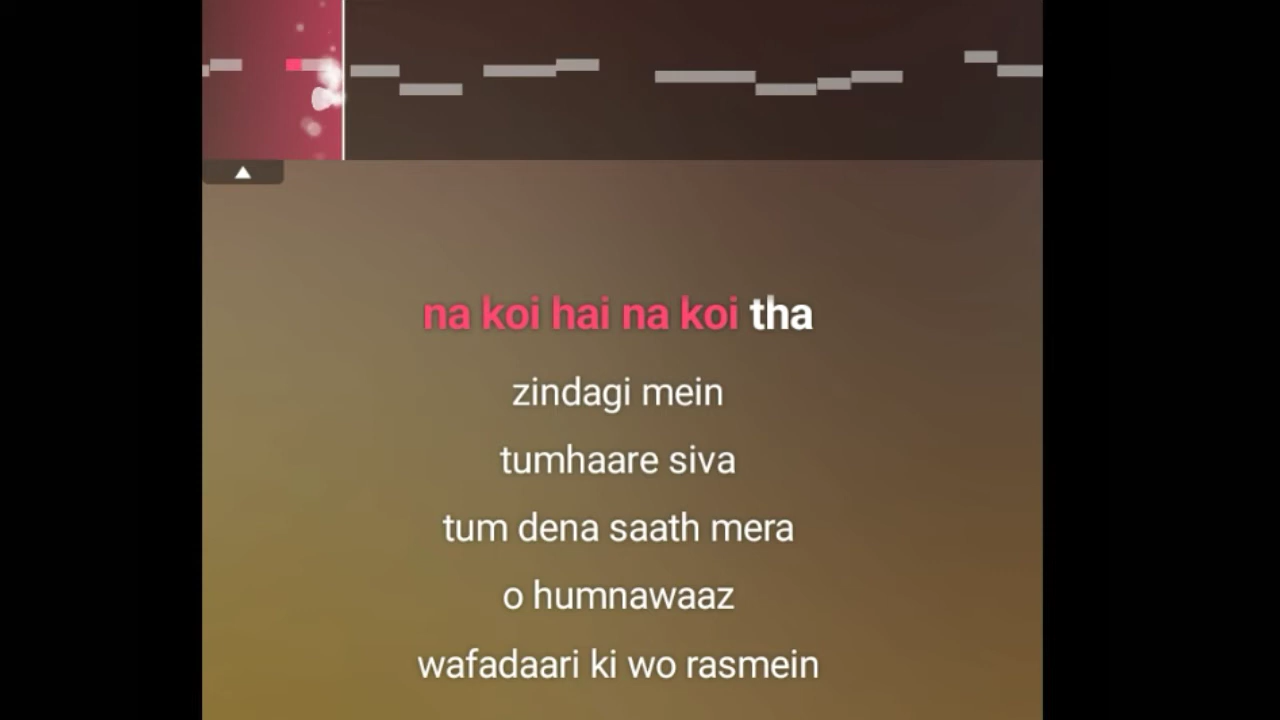 na koi hai na koi tha
zindagi mein
tumhaare siva
tum dena saath mera
o humnawaaz
wafadaari ki wo rasmein